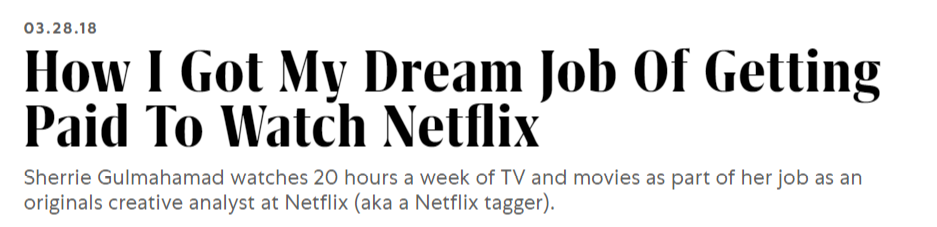 03.28.18
How I Got My Dream Job Of Getting
Paid To Watch Netflix
Sherrie Gulmahamad watches 20 hours a week of TV and movies as part of her job as an
originals creative analyst at Netflix (aka a Netflix tagger).